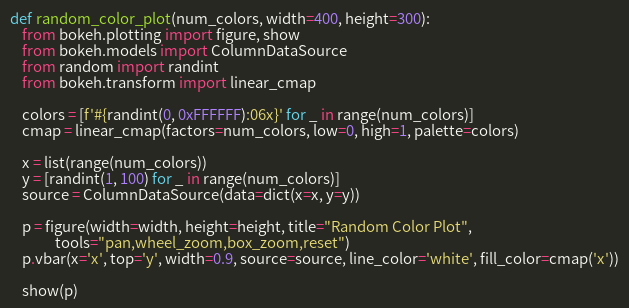 def random_color_plot(num_colors, width=400, height=300):
    from bokeh.plotting import figure, show
    from bokeh.models import ColumnDataSource
    from random import randint
    from bokeh.transform import linear_cmap

    colors = [f'#{randint(0, 0xFFFFFF):06x}' for _ in range(num_colors)]
    cmap = linear_cmap(factors=num_colors, low=0, high=1, palette=colors)

    x = list(range(num_colors))
    y = [randint(1, 100) for _ in range(num_colors)]
    source = ColumnDataSource(data=dict(x=x, y=y))

    p = figure(width=width, height=height, title="Random Color Plot",
            tools="pan,wheel_zoom,box_zoom,reset")
    p.vbar(x='x', top='y', width=0.9, source=source, line_color='white', fill_color=cmap('x'))

    show(p)